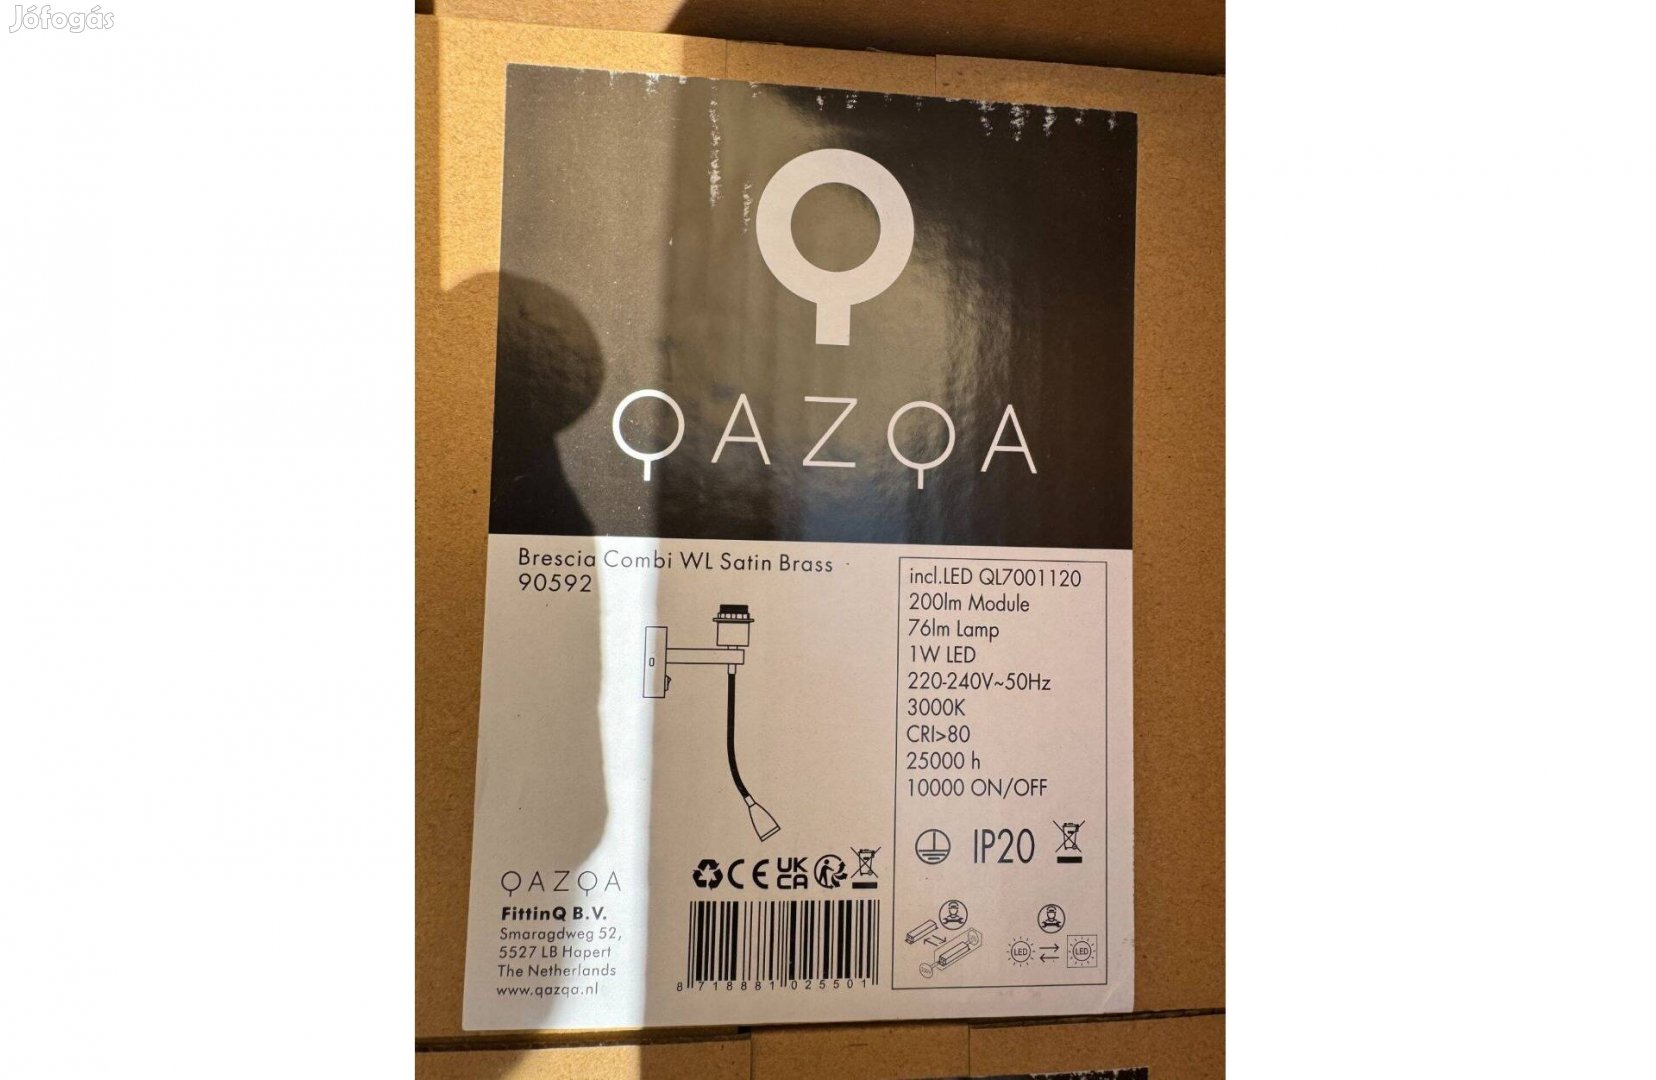 Jófogás
QAZQA
Brescia Combi WL Satin Brass
90592
incl.LED QL7001120
200lm Module
76lm Lamp
1W LED
220-240V~50Hz
3000K
CRI>80
25000 h
10000 ON/OFF
IP20
CE UK CA
QAZQA
FittinQ B.V.
Smaragdweg 52,
5527 LB Hapert
The Netherlands
www.qazqa.nl
8 718881 025501
LED LED